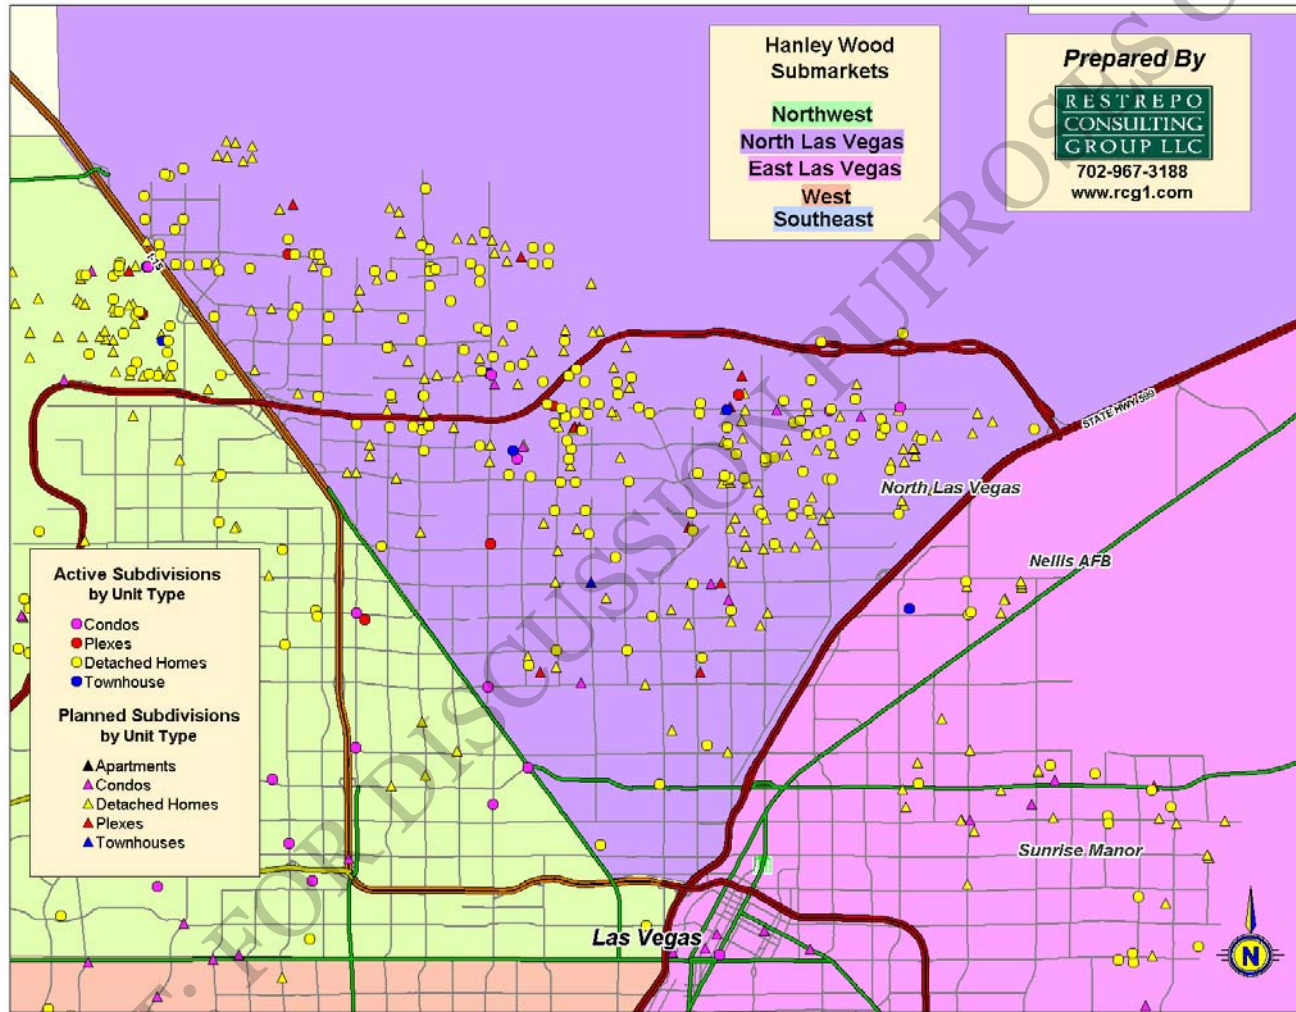 Hanley Wood
Submarkets
Northwest
North Las Vegas
East Las Vegas
West
Southeast
Prepared By
RESTREPO
CONSULTING
GROUP LLC
702-967-3188
www.rcg1.com
STATE HWY 599
North Las Vegas
Nellis AFB
Active Subdivisions
by Unit Type
Condos
Plexes
Detached Homes
Townhouse
Planned Subdivisions
by Unit Type
Apartments
Condos
Detached Homes
Plexes
Townhouses
Sunrise Manor
Las Vegas
N
FOR DISCUSSION PUPROSES